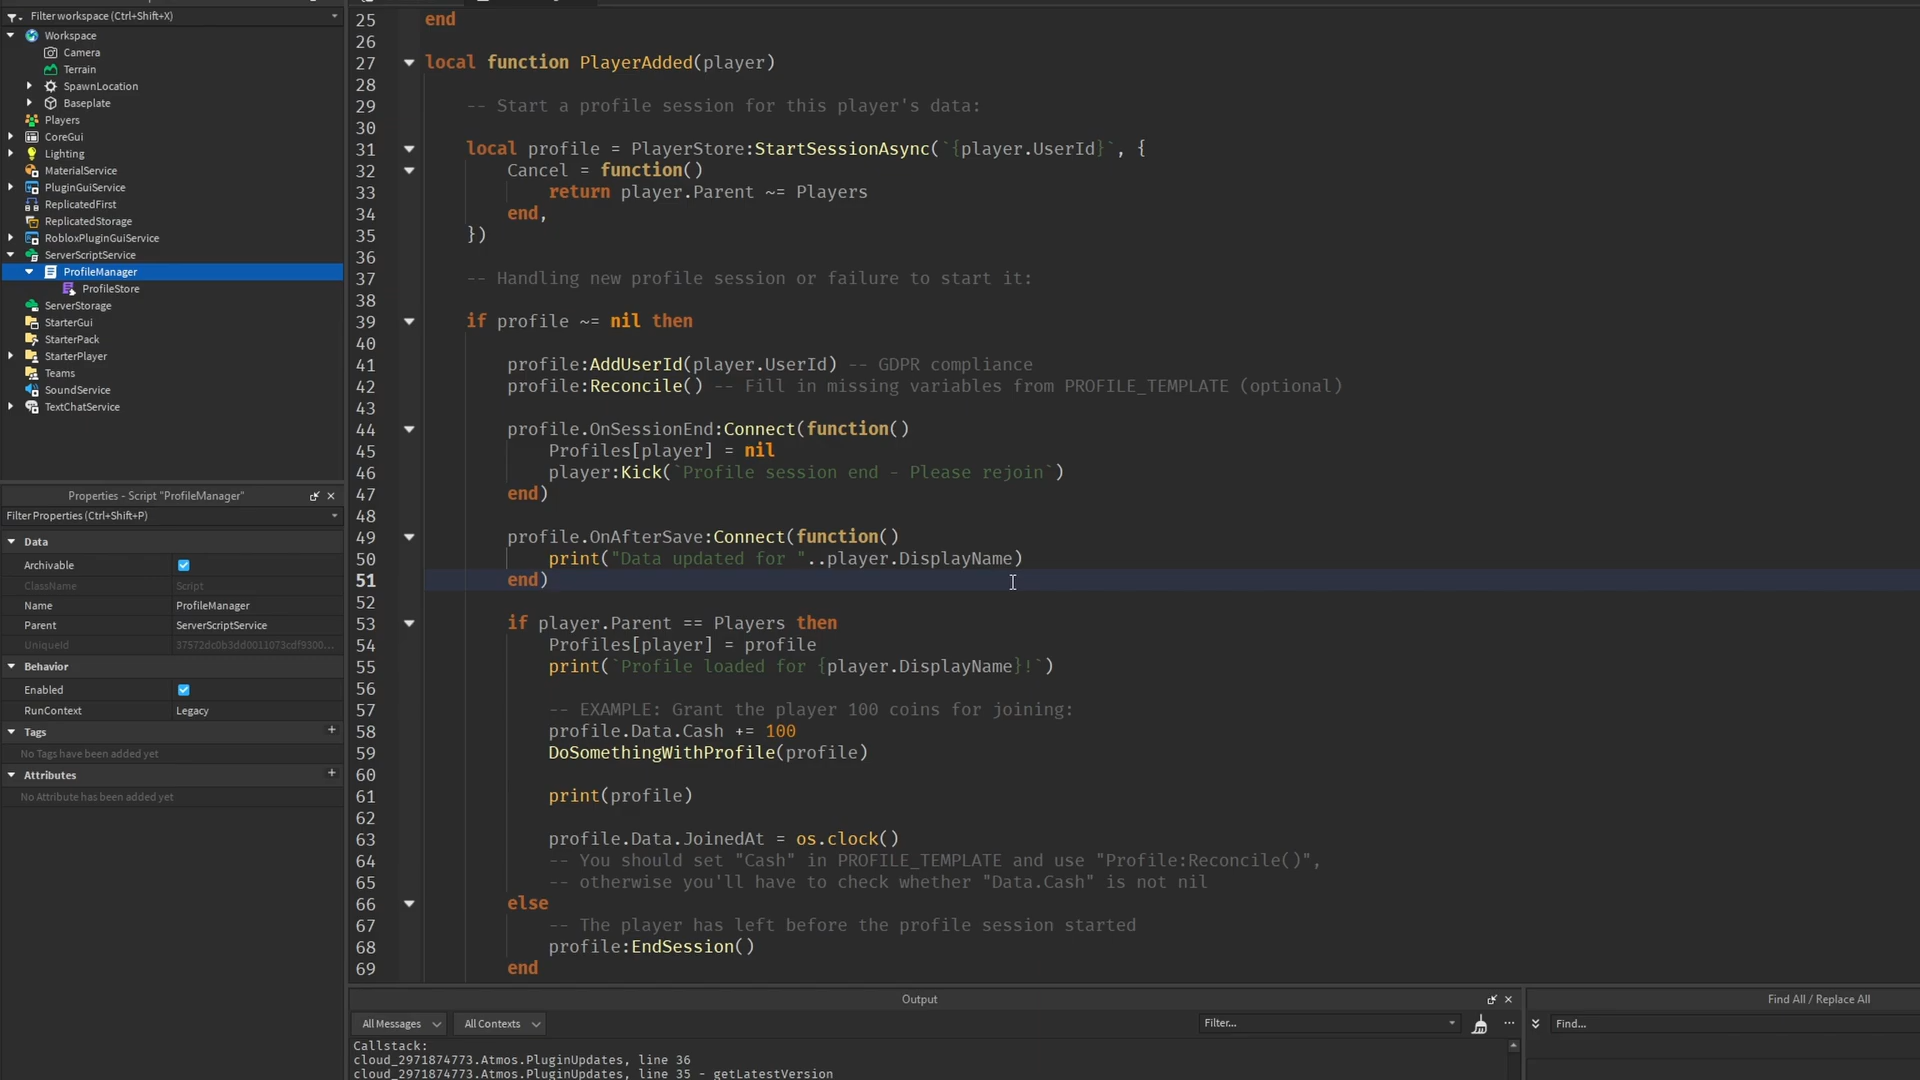 Filter workspace (Ctrl+Shift+X)
Workspace
Camera
Terrain
SpawnLocation
Baseplate
Players
CoreGui
Lighting
MaterialService
PluginGuiService
ReplicatedFirst
ReplicatedStorage
RobloxPluginGuiService
ServerScriptService
ProfileManager
ProfileStore
ServerStorage
StarterGui
StarterPack
StarterPlayer
Teams
SoundService
TextChatService
Properties - Script "ProfileManager"
Filter Properties (Ctrl+Shift+P)
Data
Archivable
ClassName Script
Name ProfileManager
Parent ServerScriptService
UniqueId 37572dc0b3dd0011073cdf9300...
Behavior
Enabled
RunContext Legacy
Tags +
No Tags have been added yet
Attributes +
No Attribute has been added yet
25 end
26
27 local function PlayerAdded(player)
28
29 -- Start a profile session for this player's data:
30
31 local profile = PlayerStore:StartSessionAsync(`{player.UserId}`, {
32 Cancel = function()
33 return player.Parent ~= Players
34 end,
35 })
36
37 -- Handling new profile session or failure to start it:
38
39 if profile ~= nil then
40
41 profile:AddUserId(player.UserId) -- GDPR compliance
42 profile:Reconcile() -- Fill in missing variables from PROFILE_TEMPLATE (optional)
43
44 profile.OnSessionEnd:Connect(function()
45 Profiles[player] = nil
46 player:Kick(`Profile session end - Please rejoin`)
47 end)
48
49 profile.OnAfterSave:Connect(function()
50 print("Data updated for "..player.DisplayName)
51 end)
52
53 if player.Parent == Players then
54 Profiles[player] = profile
55 print(`Profile loaded for {player.DisplayName}!`)
56
57 -- EXAMPLE: Grant the player 100 coins for joining:
58 profile.Data.Cash += 100
59 DoSomethingWithProfile(profile)
60
61 print(profile)
62
63 profile.Data.JoinedAt = os.clock()
64 -- You should set "Cash" in PROFILE_TEMPLATE and use "Profile:Reconcile()",
65 -- otherwise you'll have to check whether "Data.Cash" is not nil
66 else
67 -- The player has left before the profile session started
68 profile:EndSession()
69 end
Output
All Messages All Contexts Filter... ...
Callstack:
cloud_2971874773.Atmos.PluginUpdates, line 36
cloud_2971874773.Atmos.PluginUpdates, line 35 - getLatestVersion
Find All / Replace All
Find...